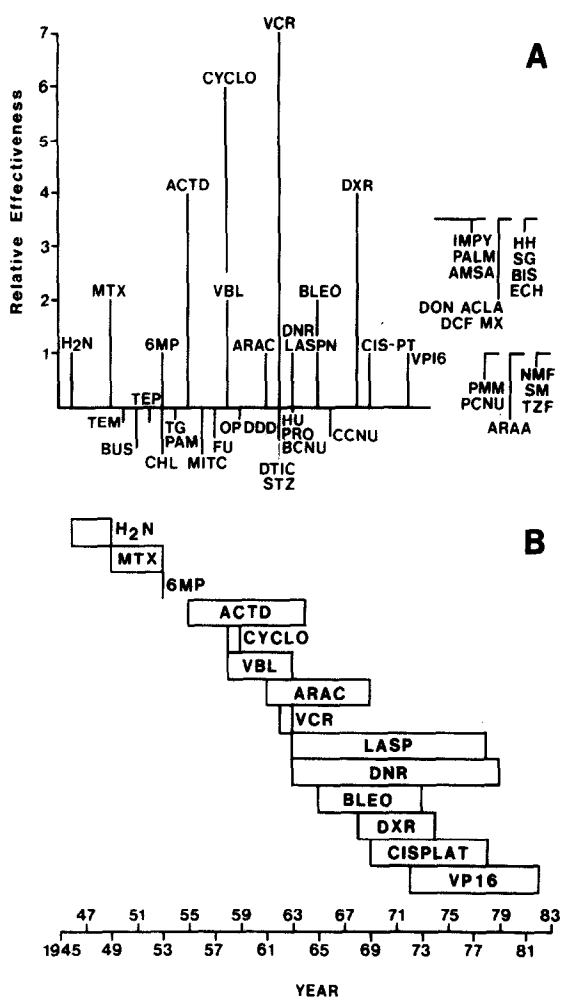 VCR
7
A
6
CYCLO
5
Relative Effectiveness
4
ACTD
DXR
3
IMPY
PALM
AMSA
HH
SG
BIS
ECH
2
MTX
VBL
BLEO
DON ACLA
DCF MX
1
H2N
6MP
ARAC
DNR
LASPN
CIS-PT
VPI6
PMM
PCNU
NMF
SM
TZF
ARAA
TEP
TEM
BUS
CHL
TG
PAM
MITC
FU
OP
DDD
HU
PRO
BCNU
CCNU
DTIC
STZ
B
H2N
MTX
6MP
ACTD
CYCLO
VBL
ARAC
VCR
LASP
DNR
BLEO
DXR
CISPLAT
VP16
47 51 55 59 63 67 71 75 79 83
1945 49 53 57 61 65 69 73 77 81
YEAR